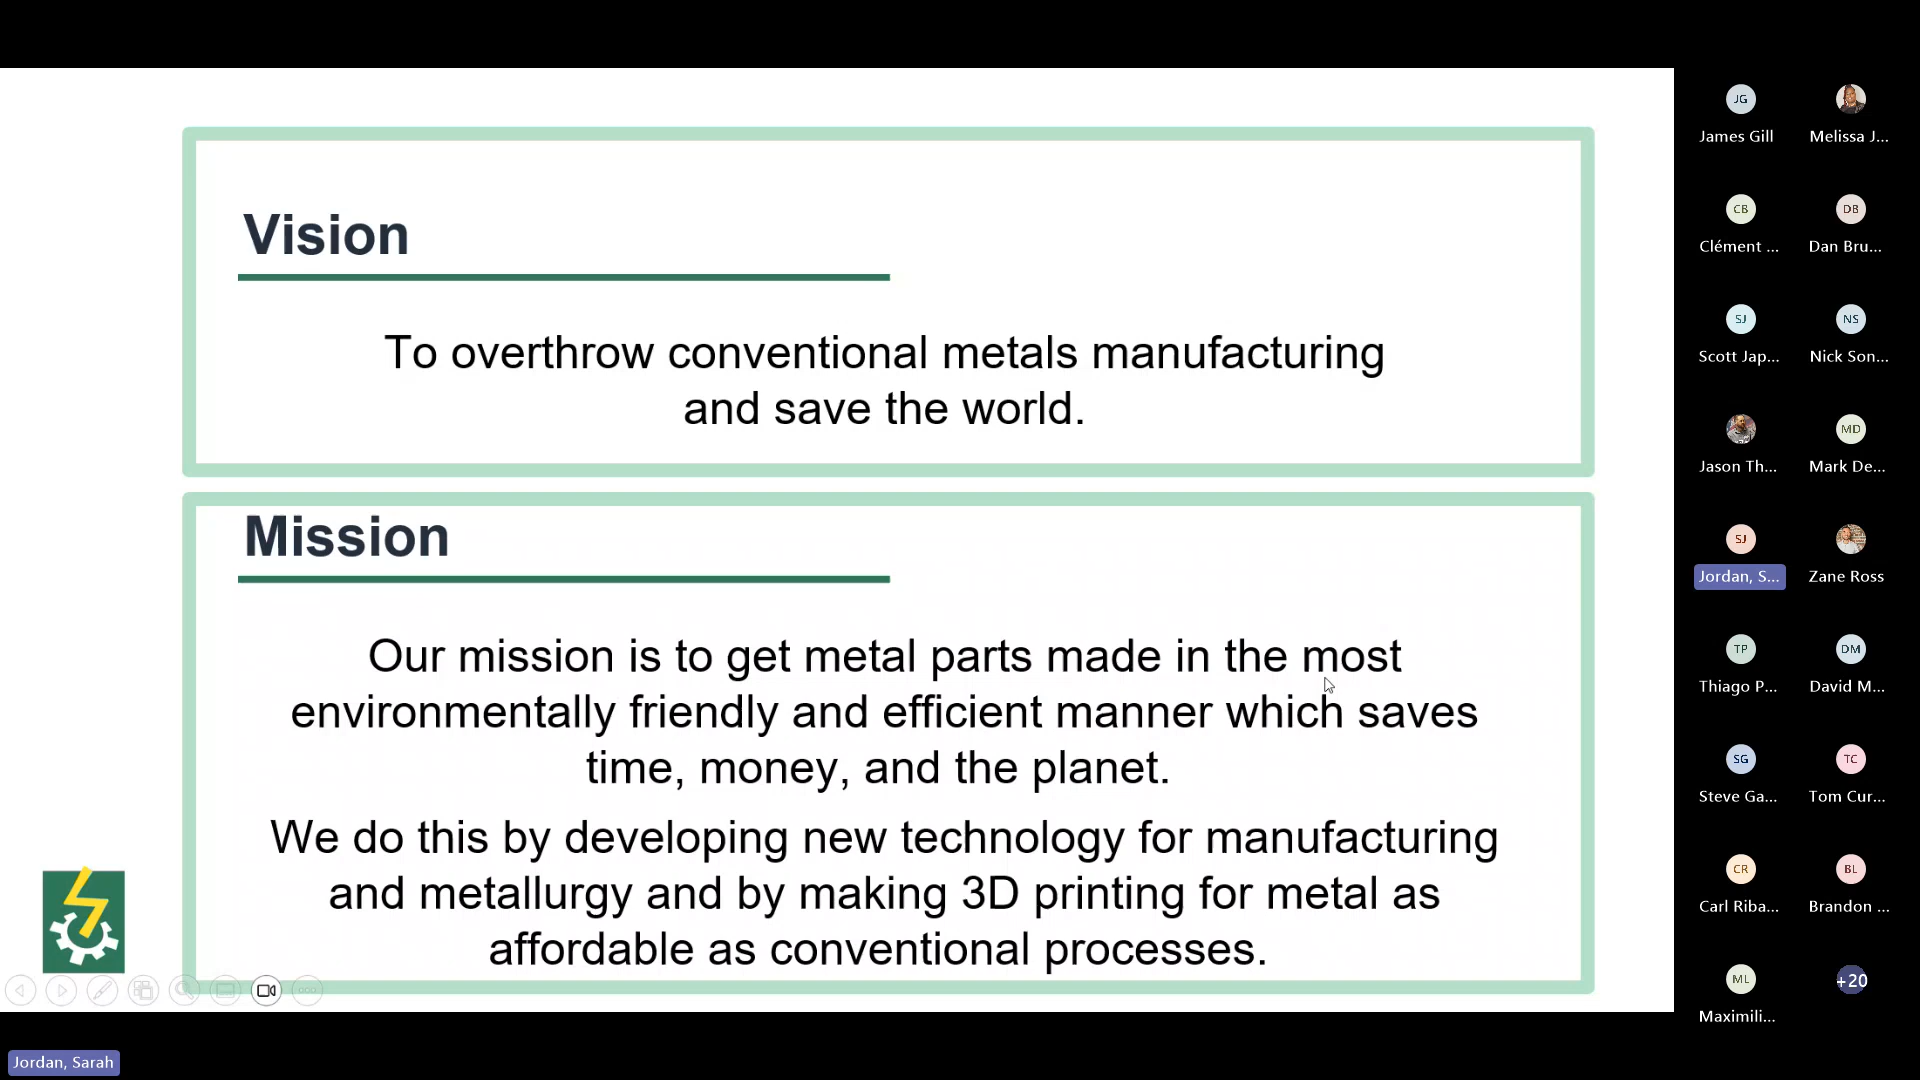 Vision
To overthrow conventional metals manufacturing
and save the world.
Mission
Our mission is to get metal parts made in the most
environmentally friendly and efficient manner which saves
time, money, and the planet.
We do this by developing new technology for manufacturing
and metallurgy and by making 3D printing for metal as
affordable as conventional processes.
Jordan, Sarah
JG
James Gill
Melissa J...
CB
Clément ...
DB
Dan Bru...
SJ
Scott Jap...
NS
Nick Son...
Jason Th...
MD
Mark De...
SJ
Jordan, S...
Zane Ross
TP
Thiago P...
DM
David M...
SG
Steve Ga...
TC
Tom Cur...
CR
Carl Riba...
BL
Brandon ...
ML
Maximili...
+20